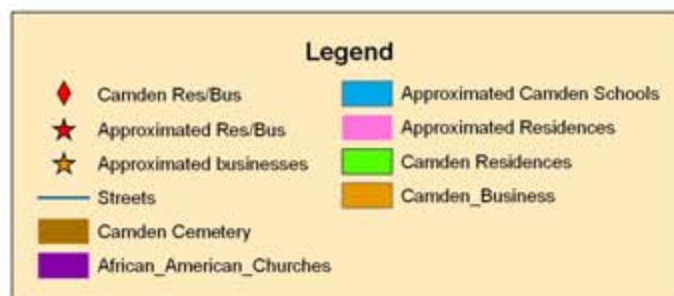 Legend
Camden Res/Bus
Approximated Res/Bus
Approximated businesses
Streets
Camden Cemetery
African_American_Churches
Approximated Camden Schools
Approximated Residences
Camden Residences
Camden_Business